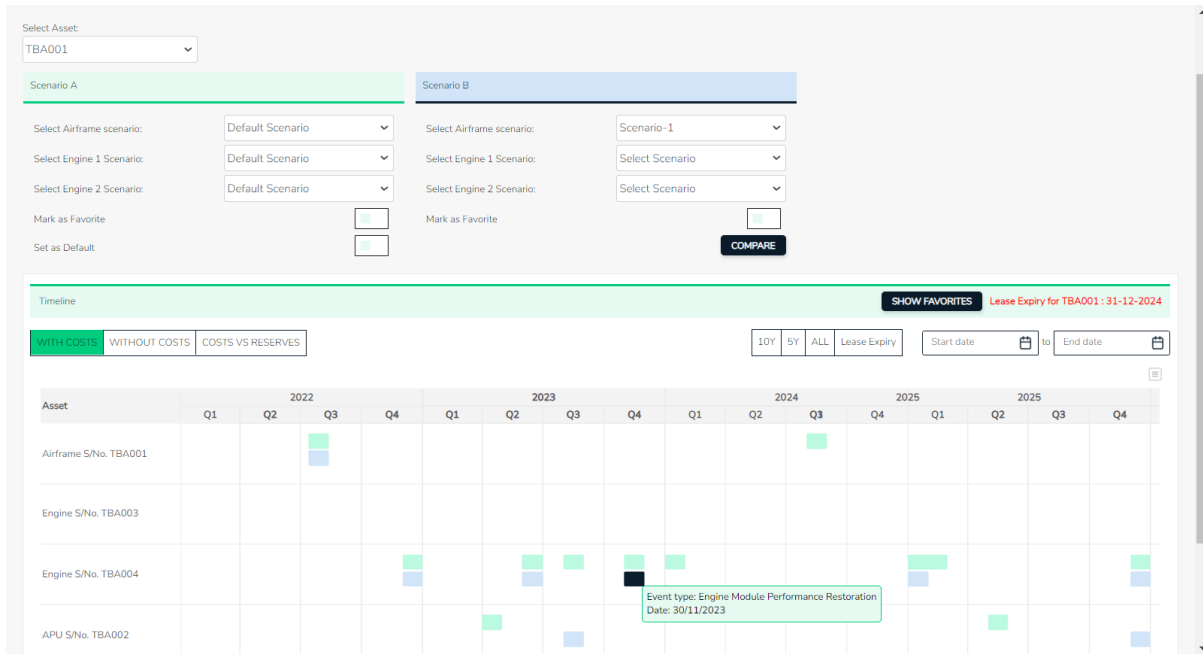 Select Asset:
TBA001
Scenario A
Scenario B
Select Airframe scenario: Default Scenario
Select Airframe scenario: Scenario-1
Select Engine 1 Scenario: Default Scenario
Select Engine 1 Scenario: Select Scenario
Select Engine 2 Scenario: Default Scenario
Select Engine 2 Scenario: Select Scenario
Mark as Favorite
Mark as Favorite
Set as Default
COMPARE
Timeline
SHOW FAVORITES
Lease Expiry for TBA001 : 31-12-2024
WITH COSTS WITHOUT COSTS COSTS VS RESERVES
10Y 5Y ALL Lease Expiry
Start date to End date
Asset
2022 2023 2024 2025 2025
Q1 Q2 Q3 Q4 Q1 Q2 Q3 Q4 Q1 Q2 Q3 Q4 Q1 Q2 Q3 Q4
Airframe S/No. TBA001
Engine S/No. TBA003
Engine S/No. TBA004
Event type: Engine Module Performance Restoration
Date: 30/11/2023
APU S/No. TBA002